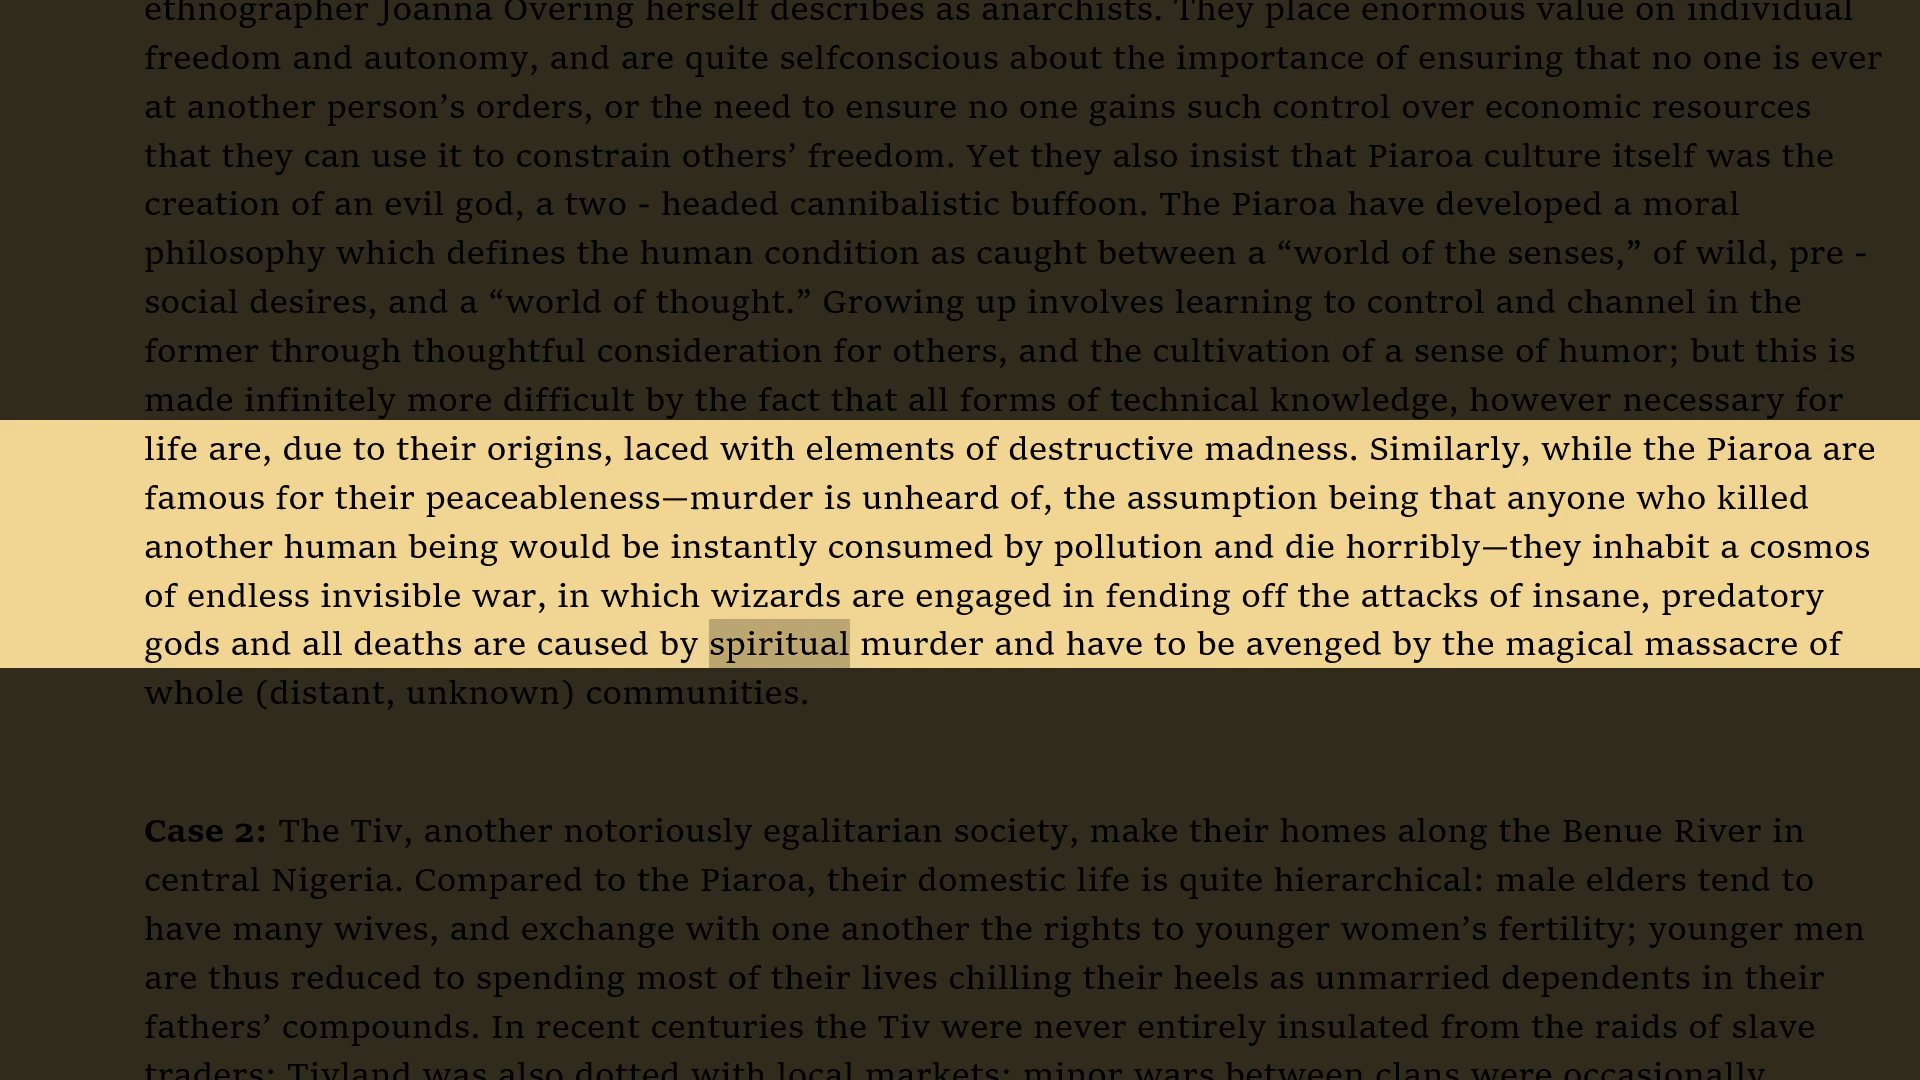 ethnographer Joanna Overing herself describes as anarchists. They place enormous value on individual
freedom and autonomy, and are quite selfconscious about the importance of ensuring that no one is ever
at another person’s orders, or the need to ensure no one gains such control over economic resources
that they can use it to constrain others’ freedom. Yet they also insist that Piaroa culture itself was the
creation of an evil god, a two - headed cannibalistic buffoon. The Piaroa have developed a moral
philosophy which defines the human condition as caught between a “world of the senses,” of wild, pre -
social desires, and a “world of thought.” Growing up involves learning to control and channel in the
former through thoughtful consideration for others, and the cultivation of a sense of humor; but this is
made infinitely more difficult by the fact that all forms of technical knowledge, however necessary for
life are, due to their origins, laced with elements of destructive madness. Similarly, while the Piaroa are
famous for their peaceableness—murder is unheard of, the assumption being that anyone who killed
another human being would be instantly consumed by pollution and die horribly—they inhabit a cosmos
of endless invisible war, in which wizards are engaged in fending off the attacks of insane, predatory
gods and all deaths are caused by spiritual murder and have to be avenged by the magical massacre of
whole (distant, unknown) communities.
Case 2: The Tiv, another notoriously egalitarian society, make their homes along the Benue River in
central Nigeria. Compared to the Piaroa, their domestic life is quite hierarchical: male elders tend to
have many wives, and exchange with one another the rights to younger women’s fertility; younger men
are thus reduced to spending most of their lives chilling their heels as unmarried dependents in their
fathers’ compounds. In recent centuries the Tiv were never entirely insulated from the raids of slave
traders; Tivland was also dotted with local markets; minor wars between clans were occasionally